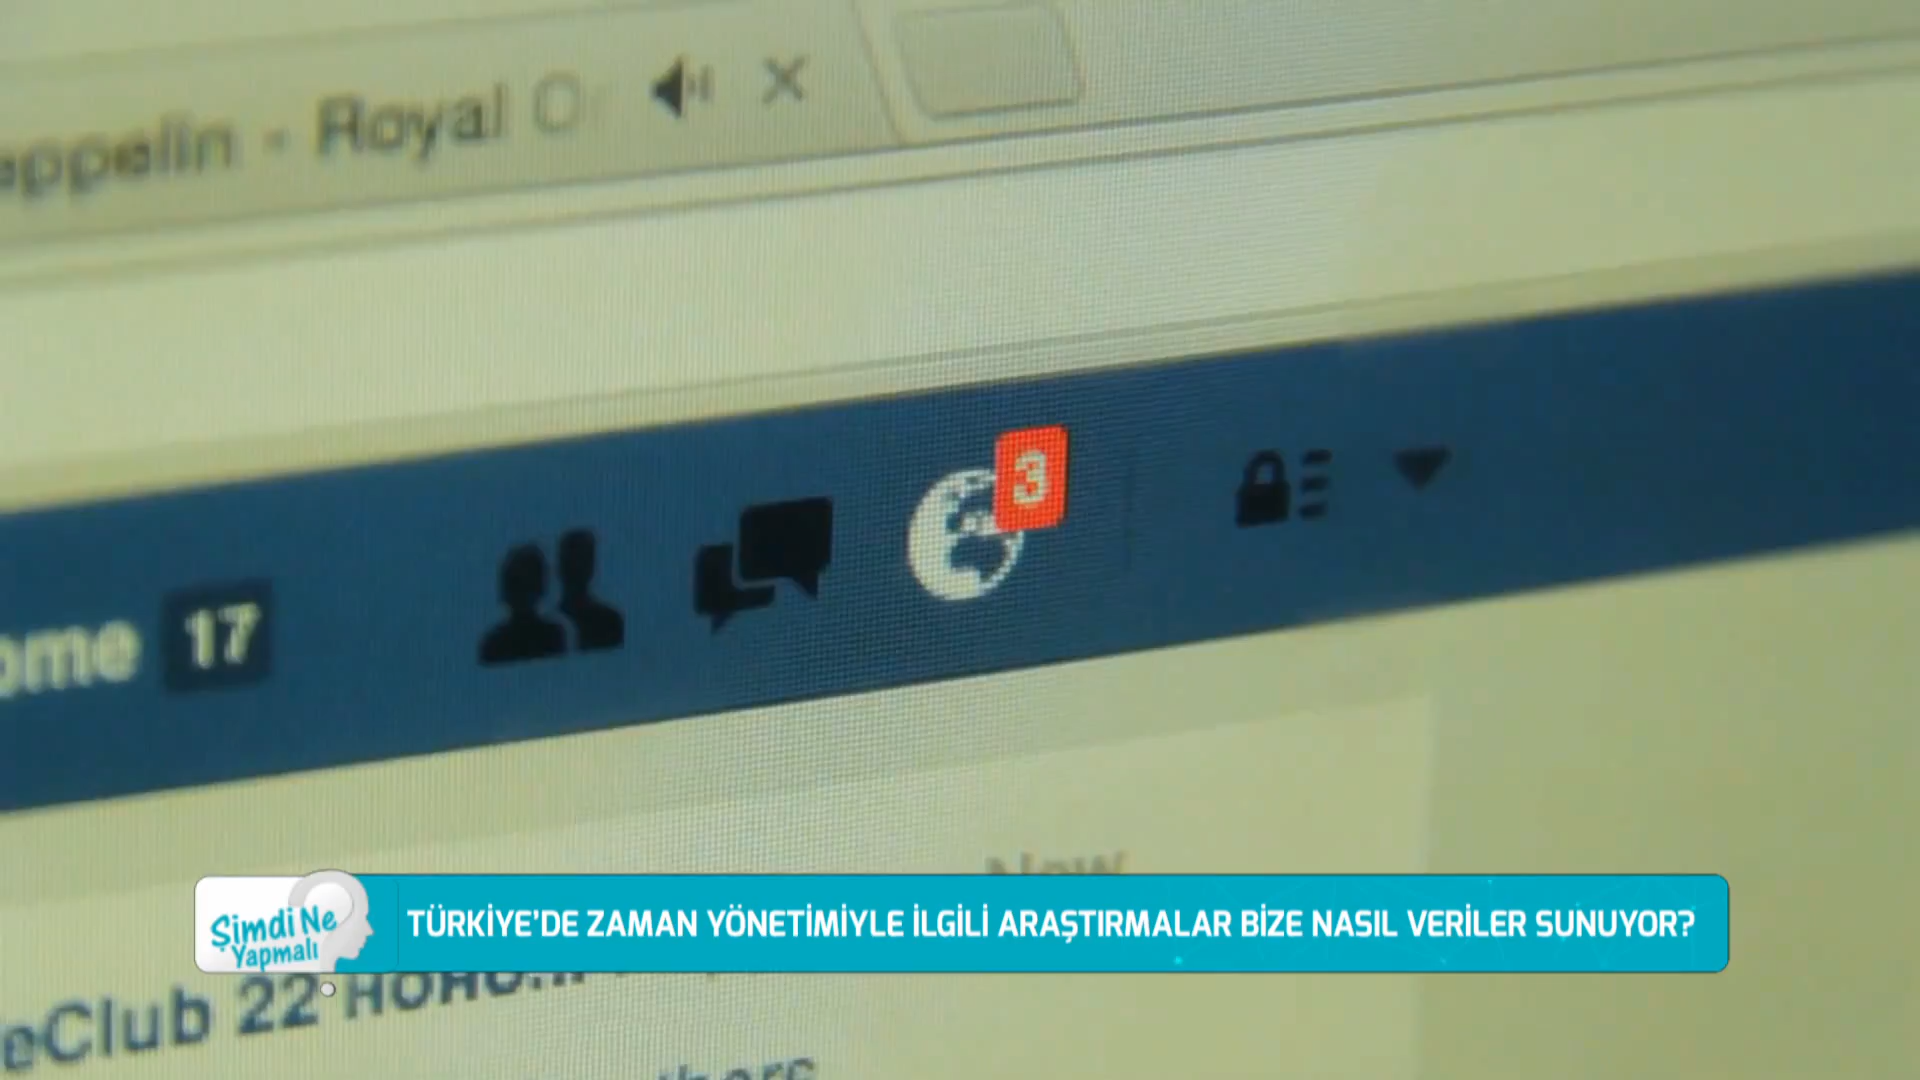 eppelin - Royal O
3
ome 17
Now
Şimdi Ne
Yapmalı
TÜRKİYE'DE ZAMAN YÖNETİMİYLE İLGİLİ ARAŞTIRMALAR BİZE NASIL VERİLER SUNUYOR?
eClub 22